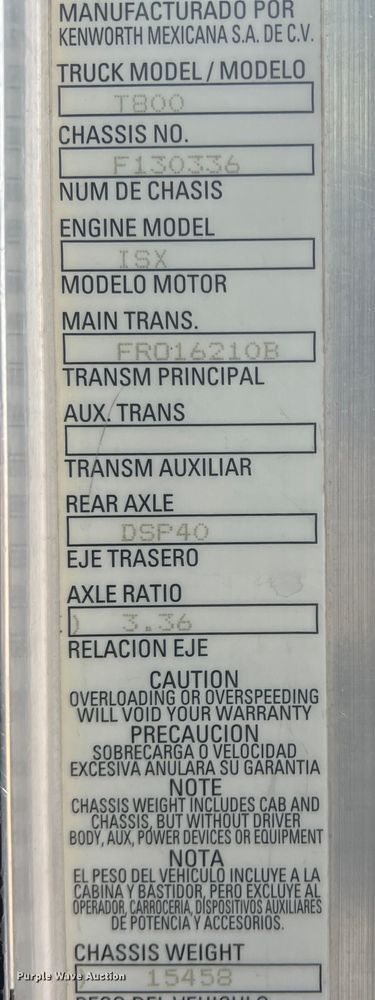 MANUFACTURADO POR
KENWORTH MEXICANA S.A. DE C.V.
TRUCK MODEL / MODELO
T800
CHASSIS NO.
F130336
NUM DE CHASIS
ENGINE MODEL
ISX
MODELO MOTOR
MAIN TRANS.
FRO16210B
TRANSM PRINCIPAL
AUX. TRANS
TRANSM AUXILIAR
REAR AXLE
DSP40
EJE TRASERO
AXLE RATIO
) 3.36
RELACION EJE
CAUTION
OVERLOADING OR OVERSPEEDING
WILL VOID YOUR WARRANTY
PRECAUCION
SOBRECARGA O VELOCIDAD
EXCESIVA ANULARA SU GARANTIA
NOTE
CHASSIS WEIGHT INCLUDES CAB AND
CHASSIS, BUT WITHOUT DRIVER
BODY, AUX, POWER DEVICES OR EQUIPMENT
NOTA
EL PESO DEL VEHICULO INCLUYE A LA
CABINA Y BASTIDOR, PERO EXCLUYE AL
OPERADOR, CARROCERIA, DISPOSITIVOS AUXILIARES
DE POTENCIA Y ACCESORIOS.
CHASSIS WEIGHT
Purple Wave Auction
15458
PESO DEL VEHICULO